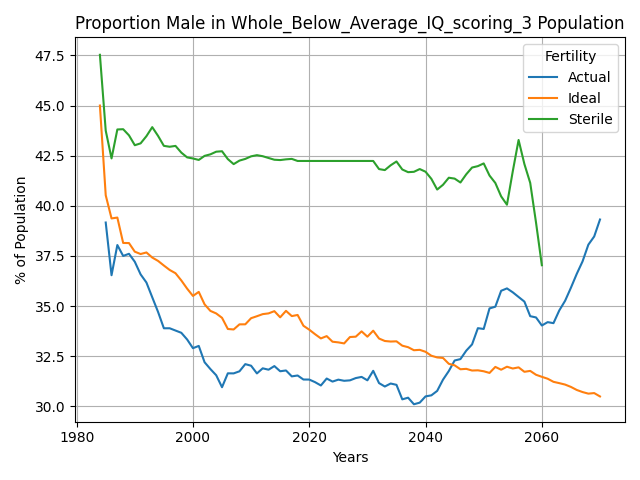 Proportion Male in Whole_Below_Average_IQ_scoring_3 Population
Fertility
Actual
Ideal
Sterile
% of Population
47.5
45.0
42.5
40.0
37.5
35.0
32.5
30.0
1980
2000
2020
2040
2060
Years